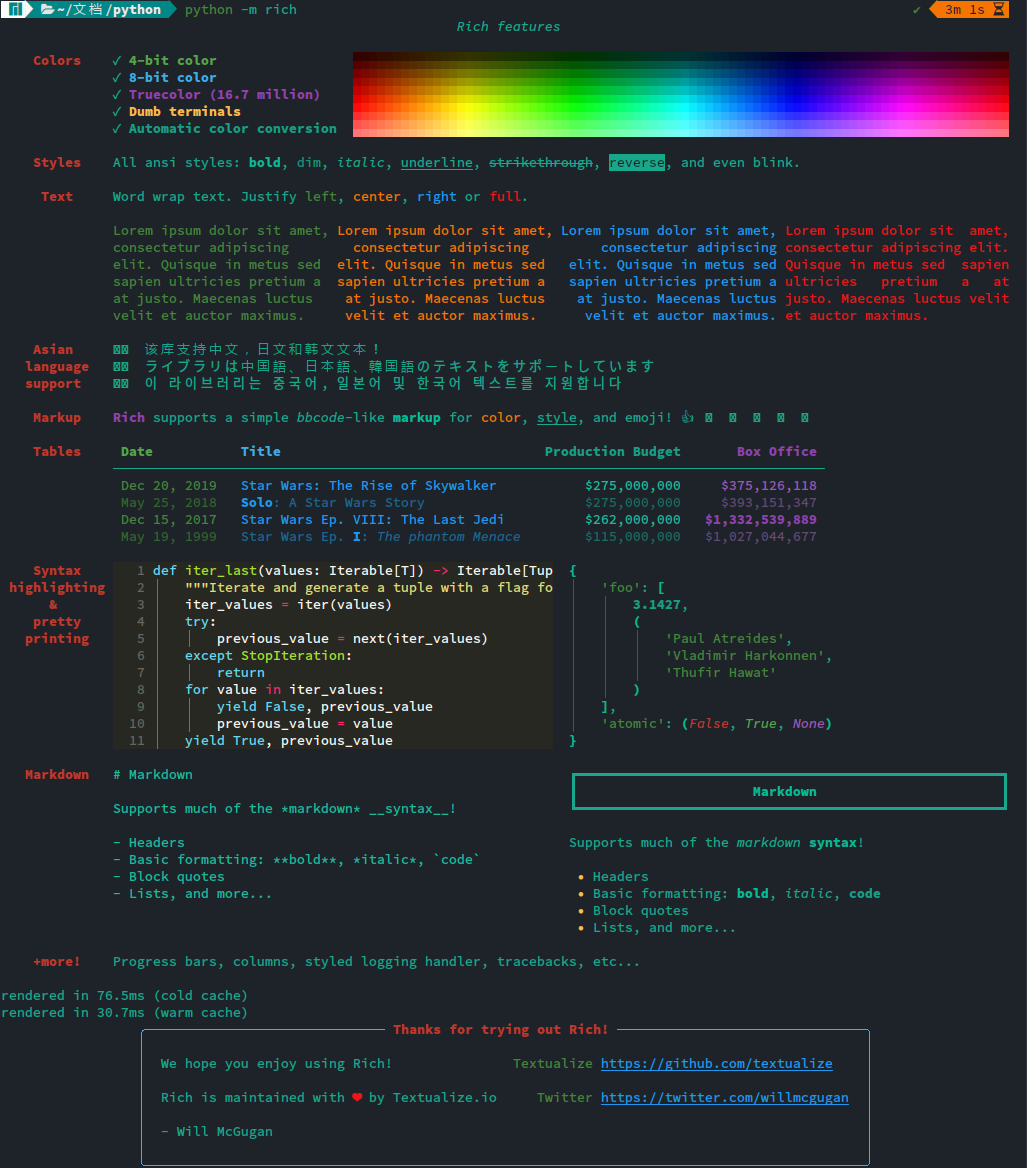 ~/文档/python python -m rich ✓ 3m 1s
Rich features
Colors ✓ 4-bit color
✓ 8-bit color
✓ Truecolor (16.7 million)
✓ Dumb terminals
✓ Automatic color conversion
Styles All ansi styles: bold, dim, italic, underline, strikethrough, reverse, and even blink.
Text Word wrap text. Justify left, center, right or full.
Lorem ipsum dolor sit amet, Lorem ipsum dolor sit amet, Lorem ipsum dolor sit amet, Lorem ipsum dolor sit amet,
consectetur adipiscing consectetur adipiscing consectetur adipiscing consectetur adipiscing elit.
elit. Quisque in metus sed elit. Quisque in metus sed elit. Quisque in metus sed Quisque in metus sed sapien
sapien ultricies pretium a sapien ultricies pretium a sapien ultricies pretium a ultricies pretium a at
at justo. Maecenas luctus at justo. Maecenas luctus at justo. Maecenas luctus justo. Maecenas luctus velit
velit et auctor maximus. velit et auctor maximus. velit et auctor maximus. et auctor maximus.
Asian 该库支持中文，日文和韩文文本！
language ライブラリは中国語、日本語、韓国語のテキストをサポートしています
support 이 라이브러리는 중국어, 일본어 및 한국어 텍스트를 지원합니다
Markup Rich supports a simple bbcode-like markup for color, style, and emoji! 👍
Tables Date Title Production Budget Box Office
Dec 20, 2019 Star Wars: The Rise of Skywalker $275,000,000 $375,126,118
May 25, 2018 Solo: A Star Wars Story $275,000,000 $393,151,347
Dec 15, 2017 Star Wars Ep. VIII: The Last Jedi $262,000,000 $1,332,539,889
May 19, 1999 Star Wars Ep. I: The phantom Menace $115,000,000 $1,027,044,677
Syntax 1 def iter_last(values: Iterable[T]) -> Iterable[Tup {
highlighting 2 """Iterate and generate a tuple with a flag fo 'foo': [
& 3 iter_values = iter(values) 3.1427,
pretty 4 try: (
printing 5 previous_value = next(iter_values) 'Paul Atreides',
6 except StopIteration: 'Vladimir Harkonnen',
7 return 'Thufir Hawat'
8 for value in iter_values: )
9 yield False, previous_value ],
10 previous_value = value 'atomic': (False, True, None)
11 yield True, previous_value }
Markdown # Markdown
Markdown
Supports much of the *markdown* __syntax__!
- Headers Supports much of the markdown syntax!
- Basic formatting: **bold**, *italic*, `code`
- Block quotes • Headers
- Lists, and more... • Basic formatting: bold, italic, code
• Block quotes
• Lists, and more...
+more! Progress bars, columns, styled logging handler, tracebacks, etc...
rendered in 76.5ms (cold cache)
rendered in 30.7ms (warm cache)
Thanks for trying out Rich!
We hope you enjoy using Rich! Textualize https://github.com/textualize
Rich is maintained with ❤ by Textualize.io Twitter https://twitter.com/willmcgugan
- Will McGugan